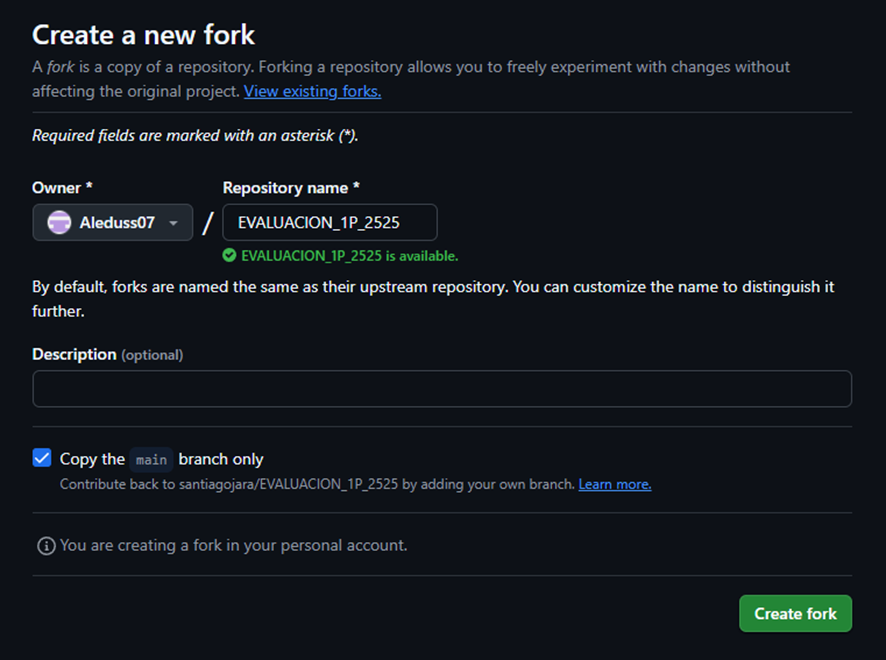 Create a new fork
A fork is a copy of a repository. Forking a repository allows you to freely experiment with changes without
affecting the original project. View existing forks.
Required fields are marked with an asterisk (*).
Owner * Repository name *
Aleduss07 / EVALUACION_1P_2525
EVALUACION_1P_2525 is available.
By default, forks are named the same as their upstream repository. You can customize the name to distinguish it
further.
Description (optional)
Copy the main branch only
Contribute back to santiagojara/EVALUACION_1P_2525 by adding your own branch. Learn more.
You are creating a fork in your personal account.
Create fork